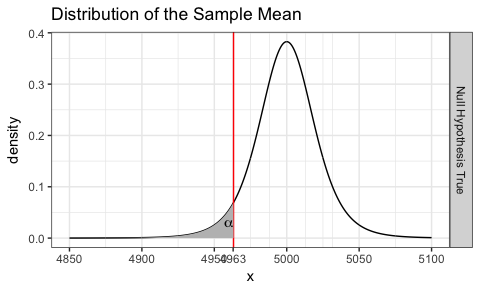 Distribution of the Sample Mean
density
0.4
0.3
0.2
0.1
0.0
α
Null Hypothesis True
4850
4900
4950
4963
5000
5050
5100
x